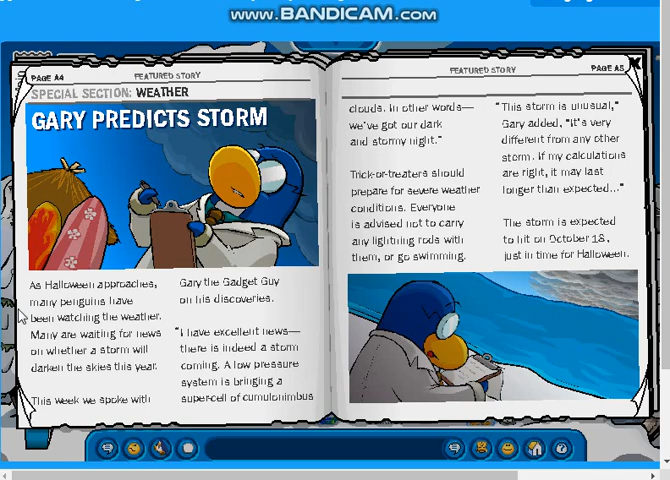 www.BANDICAM.com
PAGE A4
FEATURED STORY
SPECIAL SECTION: WEATHER
GARY PREDICTS STORM
As Halloween approaches,
many penguins have
been watching the weather.
Many are waiting for news
on whether a storm will
darken the skies this year.
This week we spoke with
Gary the Gadget Guy
on his discoveries.
"I have excellent news—
there is indeed a storm
coming. A low pressure
system is bringing a
supercell of cumulonimbus
FEATURED STORY
PAGE A5
clouds. In other words—
we've got our dark
and stormy night."
Trick-or-treaters should
prepare for severe weather
conditions. Everyone
is advised not to carry
any lightning rods with
them, or go swimming.
"This storm is unusual,"
Gary added, "It's very
different from any other
storm. If my calculations
are right, it may last
longer than expected..."
The storm is expected
to hit on October 18,
just in time for Halloween.